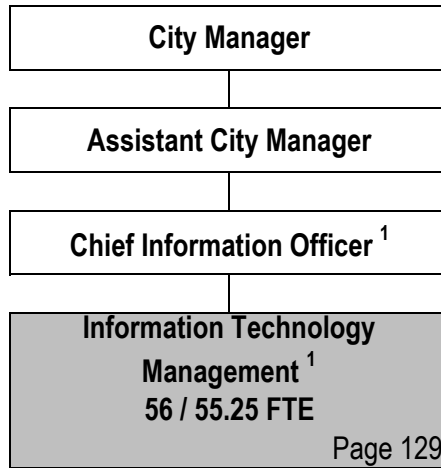 City Manager
Assistant City Manager
Chief Information Officer 1
Information Technology
Management 1
56 / 55.25 FTE
Page 129